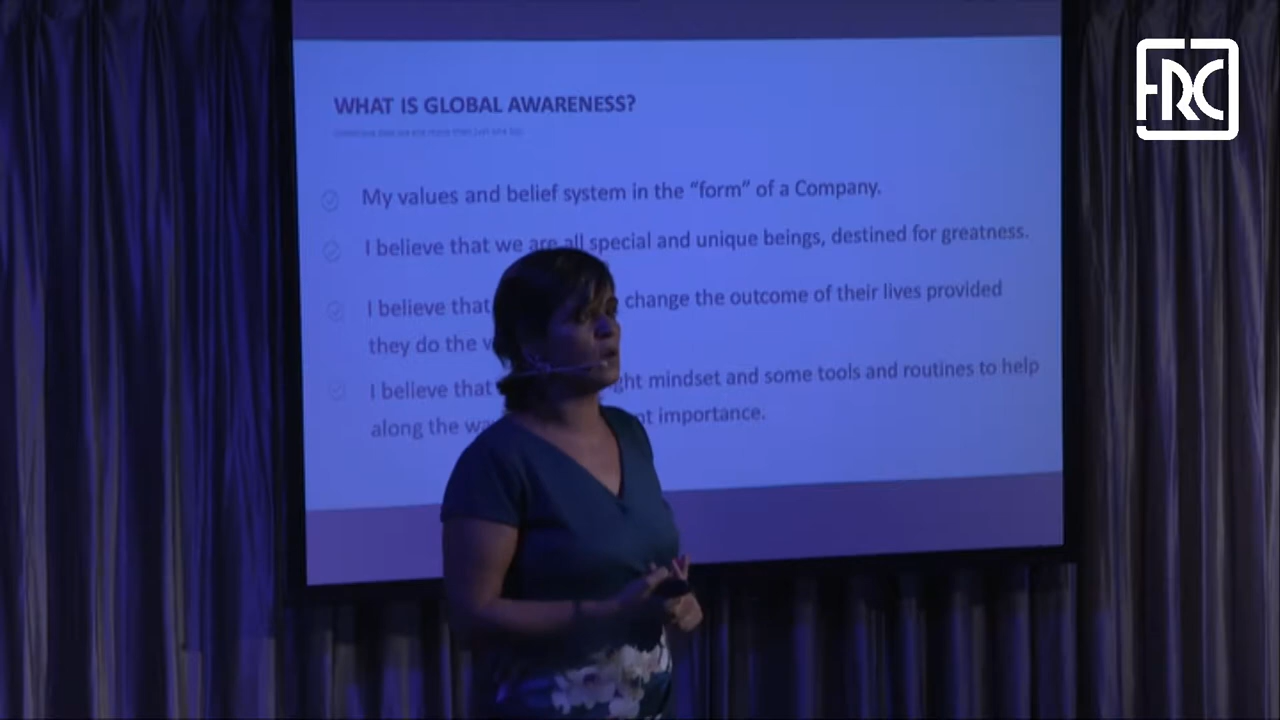 FRC
WHAT IS GLOBAL AWARENESS?
My values and belief system in the “form” of a Company.
I believe that we are all special and unique beings, destined for greatness.
I believe that change the outcome of their lives provided
they do the
I believe that mindset and some tools and routines to help
along the importance.